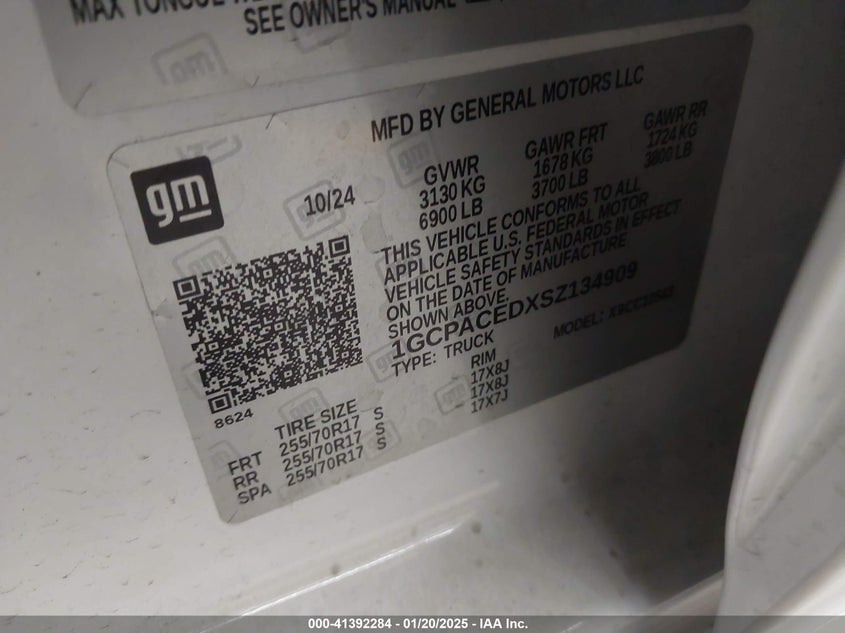 MAX TONGUE
SEE OWNER'S MANUAL
MFD BY GENERAL MOTORS LLC
gm
10/24
GVWR
3130 KG
6900 LB
GAWR FRT
1678 KG
3700 LB
GAWR RR
1724 KG
3800 LB
THIS VEHICLE CONFORMS TO ALL
APPLICABLE U.S. FEDERAL MOTOR
VEHICLE SAFETY STANDARDS IN EFFECT
ON THE DATE OF MANUFACTURE
SHOWN ABOVE.
1GCPACEDXSZ134909
TYPE: TRUCK
MODEL:
8624
TIRE SIZE
RIM
FRT 255/70R17 S 17X8J
RR 255/70R17 S 17X8J
SPA 255/70R17 S 17X7J
000-41392284 - 01/20/2025 - IAA Inc.